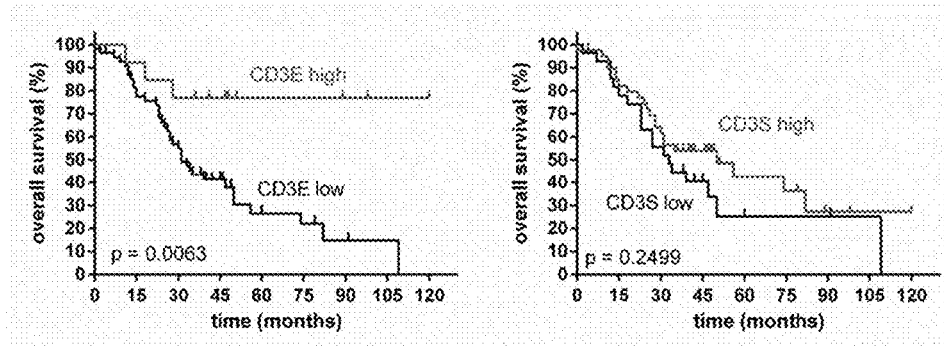 100
90
80
70
60
50
40
30
20
10
0
overall survival (%)
CD3E high
CD3E low
p = 0.0063
0 15 30 45 60 75 90 105 120
time (months)
100
90
80
70
60
50
40
30
20
10
0
overall survival (%)
CD3S high
CD3S low
p = 0.2499
0 15 30 45 60 75 90 105 120
time (months)